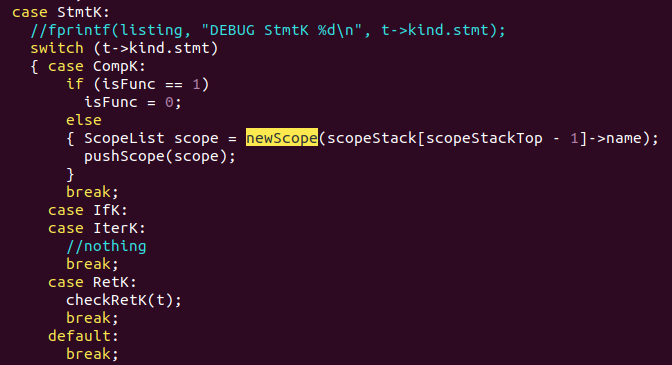 case StmtK:
  //fprintf(listing, "DEBUG StmtK %d\n", t->kind.stmt);
  switch (t->kind.stmt)
  { case CompK:
      if (isFunc == 1)
        isFunc = 0;
      else
      { ScopeList scope = newScope(scopeStack[scopeStackTop - 1]->name);
        pushScope(scope);
      }
      break;
    case IfK:
    case IterK:
      //nothing
      break;
    case RetK:
      checkRetK(t);
      break;
    default:
      break;